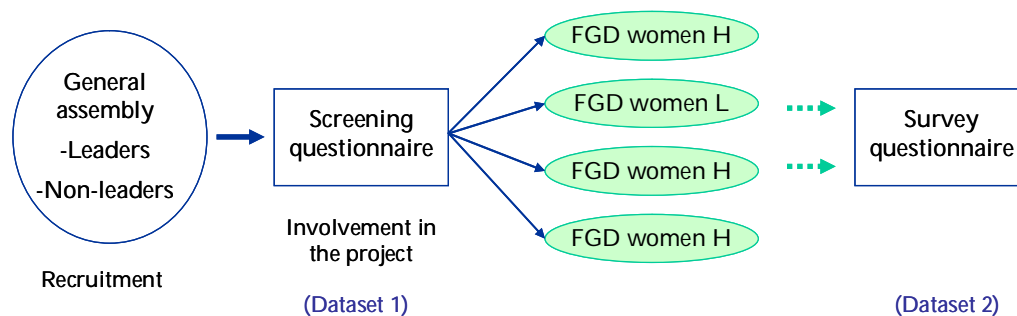 General
assembly
-Leaders
-Non-leaders
Recruitment
Screening
questionnaire
Involvement in
the project
(Dataset 1)
FGD women H
FGD women L
FGD women H
FGD women H
Survey
questionnaire
(Dataset 2)